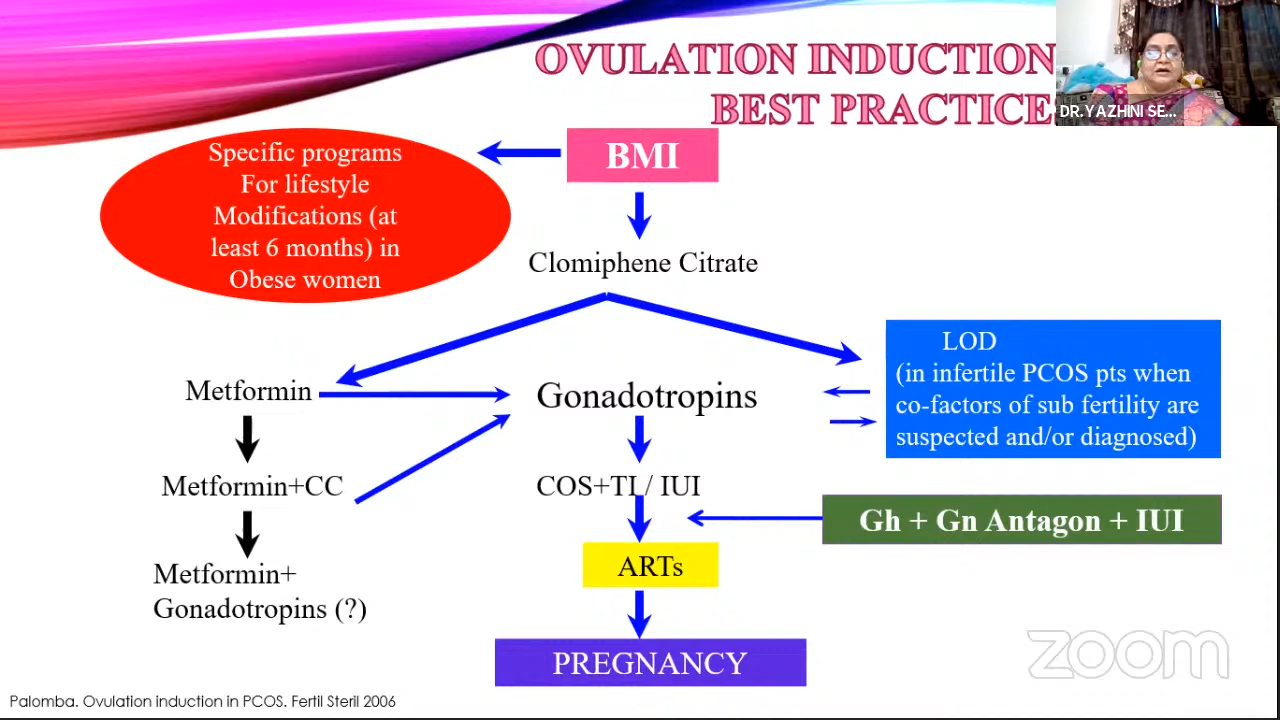 OVULATION INDUCTION
BEST PRACTICE
DR.YAZHINI SE...
BMI
Specific programs
For lifestyle
Modifications (at
least 6 months) in
Obese women
Clomiphene Citrate
LOD
(in infertile PCOS pts when
co-factors of sub fertility are
suspected and/or diagnosed)
Metformin
Gonadotropins
Metformin+CC
COS+TI/ IUI
Gh + Gn Antagon + IUI
ARTs
Metformin+
Gonadotropins (?)
PREGNANCY
zoom
Palomba. Ovulation induction in PCOS. Fertil Steril 2006